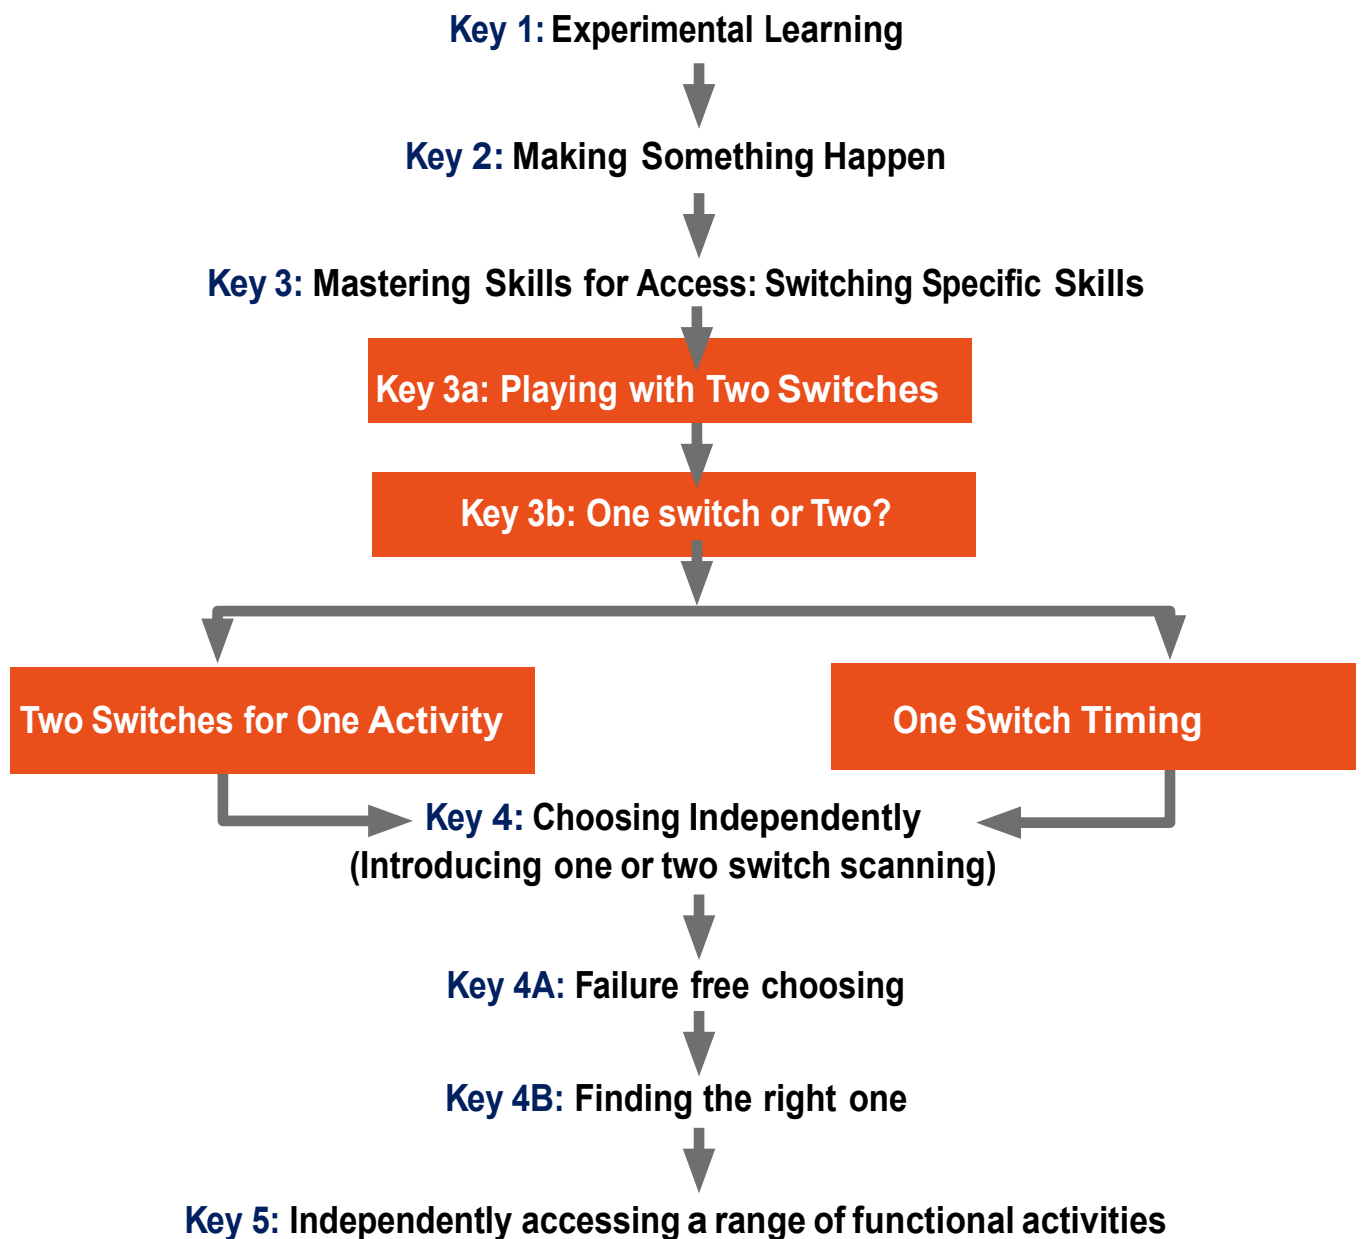 Key 1: Experimental Learning
Key 2: Making Something Happen
Key 3: Mastering Skills for Access: Switching Specific Skills
Key 3a: Playing with Two Switches
Key 3b: One switch or Two?
Two Switches for One Activity
One Switch Timing
Key 4: Choosing Independently
(Introducing one or two switch scanning)
Key 4A: Failure free choosing
Key 4B: Finding the right one
Key 5: Independently accessing a range of functional activities